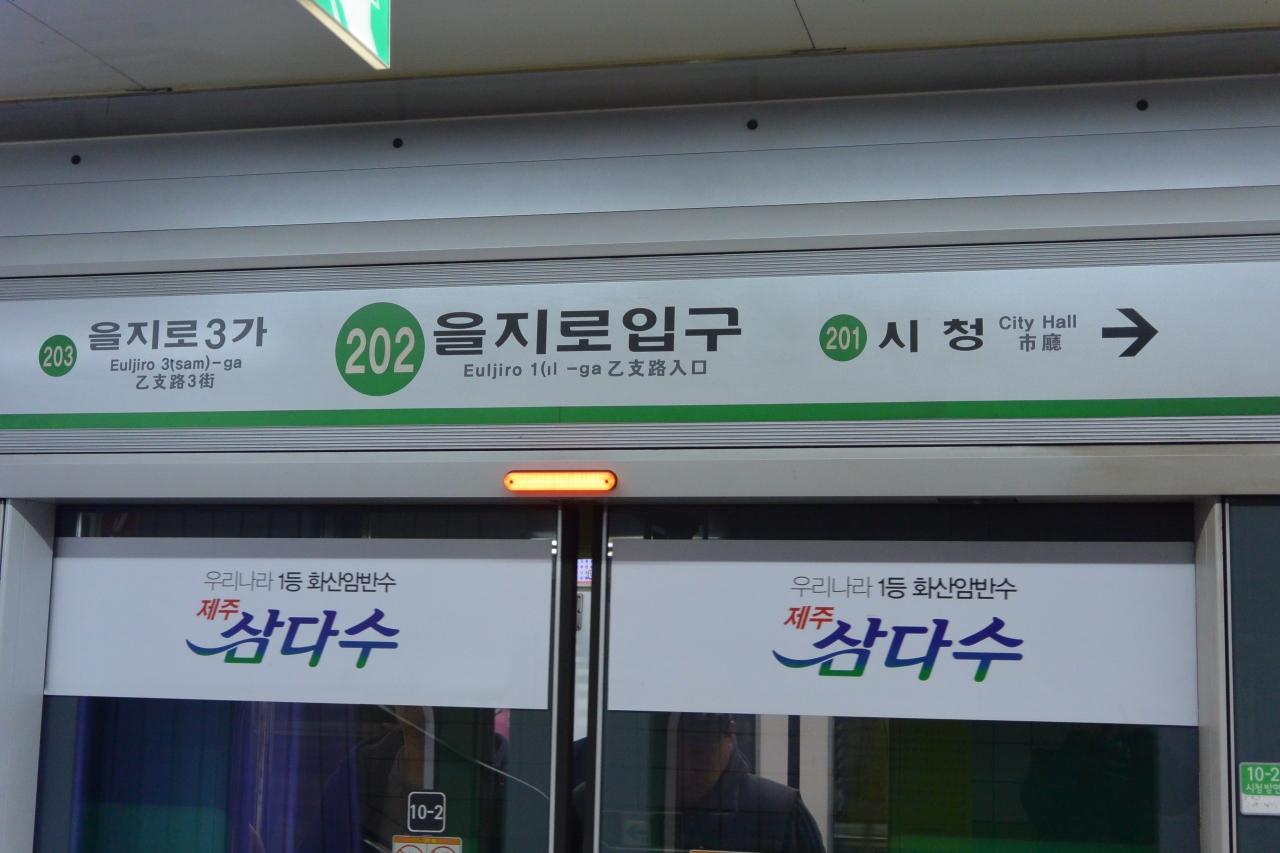 203
을지로3가
Euljiro 3(sam)-ga
乙支路3街
202
을지로입구
Euljiro 1(ıl -ga 乙支路入口
201
시 청
City Hall
市廳
우리나라 1등 화산암반수
제주
삼다수
우리나라 1등 화산암반수
제주
삼다수
10-2
10-2